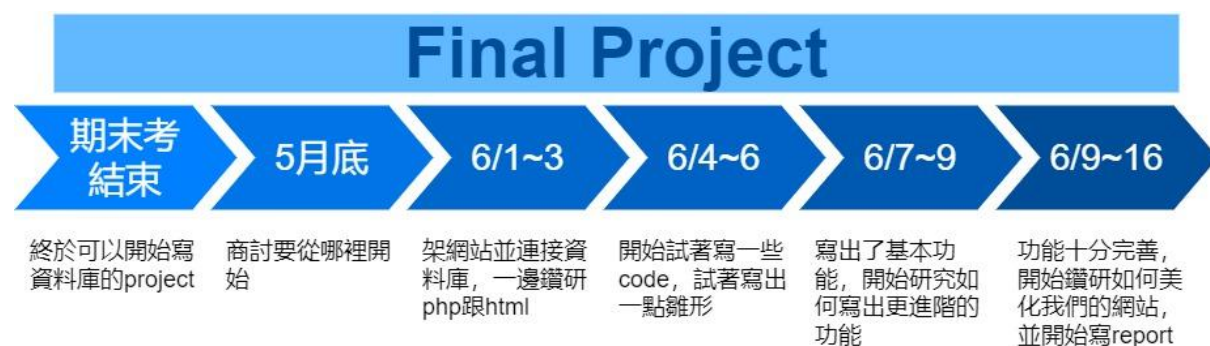 Final Project
期末考
結束
5月底
6/1~3
6/4~6
6/7~9
6/9~16
終於可以開始寫
資料庫的project
商討要從哪裡開
始
架網站並連接資
料庫，一邊鑽研
php跟html
開始試著寫一些
code，試著寫出
一點雛形
寫出了基本功
能，開始研究如
何寫出更進階的
功能
功能十分完善，
開始鑽研如何美
化我們的網站，
並開始寫report